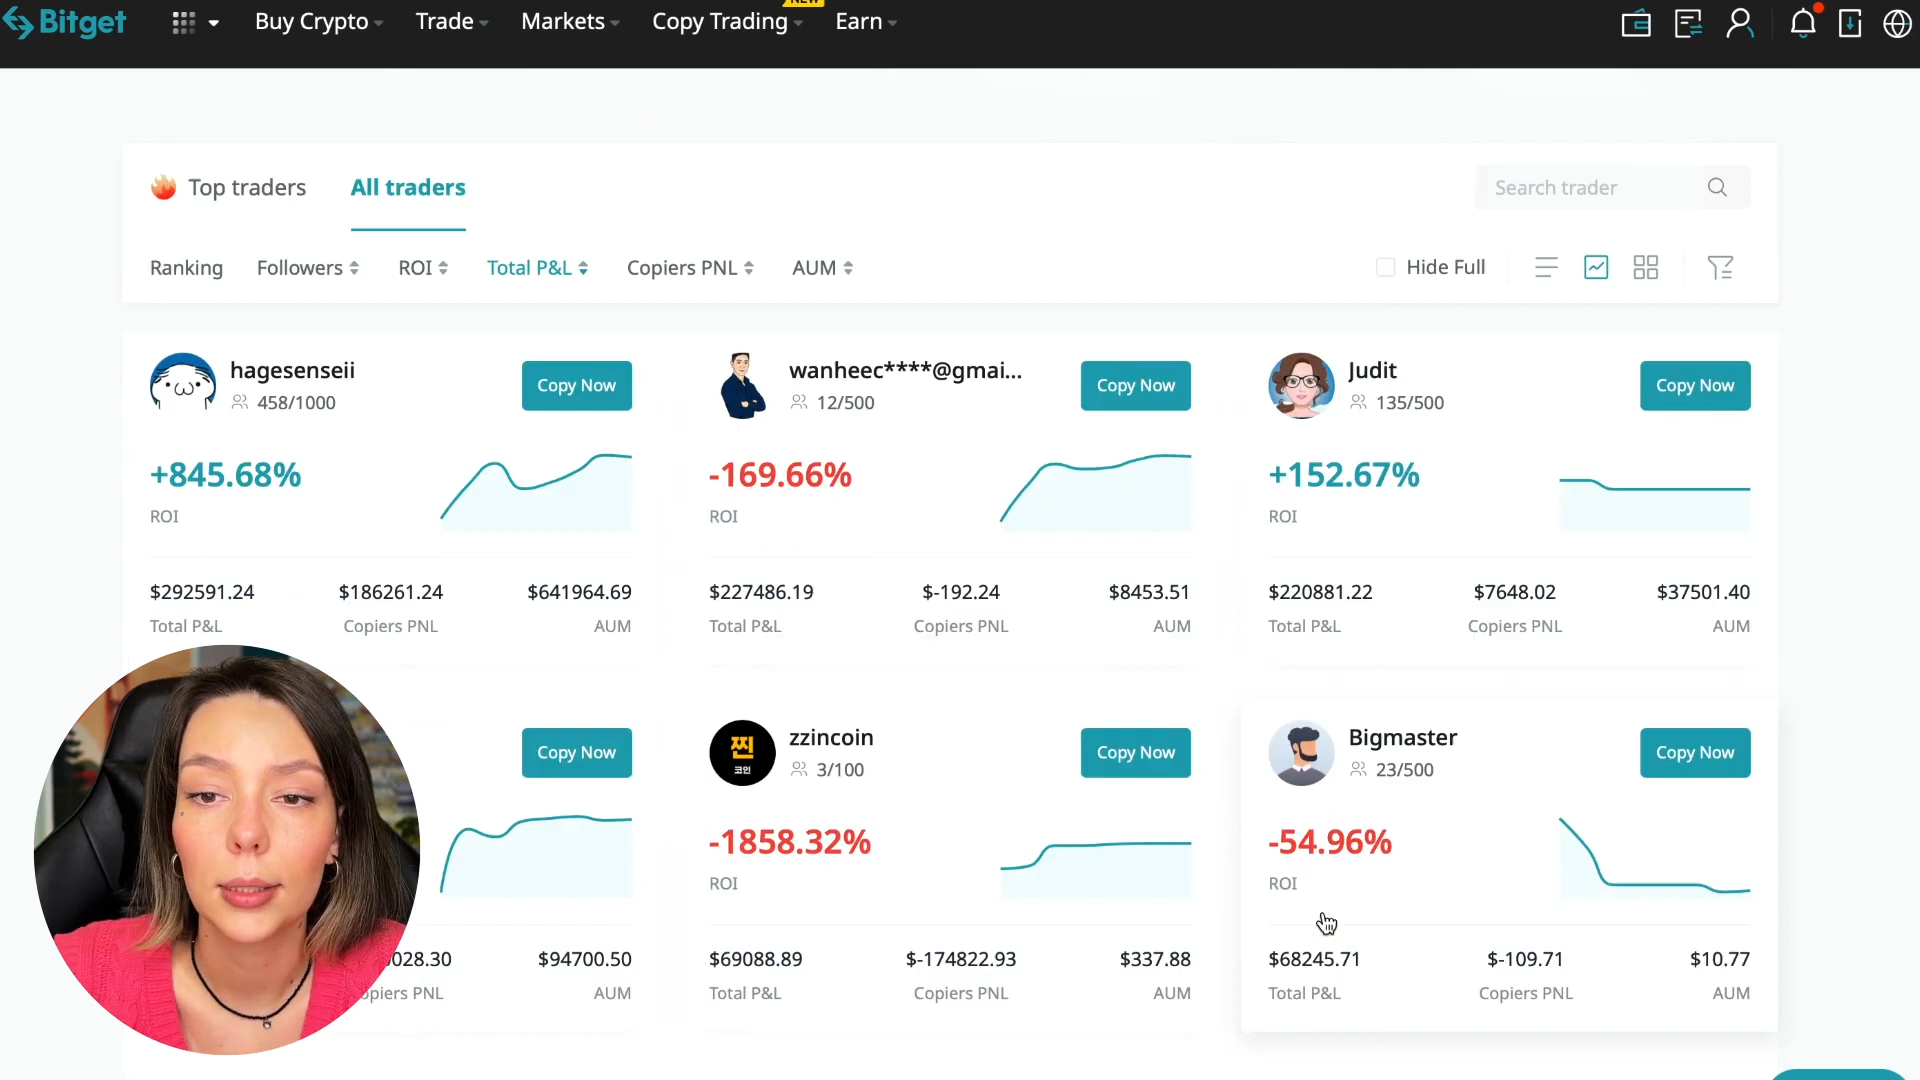 Bitget
Buy Crypto
Trade
Markets
Copy Trading
Earn
Top traders
All traders
Search trader
Ranking
Followers
ROI
Total P&L
Copiers PNL
AUM
Hide Full
hagesenseii
458/1000
Copy Now
wanheec****@gmai...
12/500
Copy Now
Judit
135/500
Copy Now
+845.68%
ROI
-169.66%
ROI
+152.67%
ROI
$292591.24
$186261.24
$641964.69
Total P&L
Copiers PNL
AUM
$227486.19
$-192.24
$8453.51
Total P&L
Copiers PNL
AUM
$220881.22
$7648.02
$37501.40
Total P&L
Copiers PNL
AUM
Copy Now
zzincoin
3/100
Copy Now
Bigmaster
23/500
Copy Now
찐
코인
-1858.32%
ROI
-54.96%
ROI
028.30
$94700.50
opiers PNL
AUM
$69088.89
$-174822.93
$337.88
Total P&L
Copiers PNL
AUM
$68245.71
$-109.71
$10.77
Total P&L
Copiers PNL
AUM